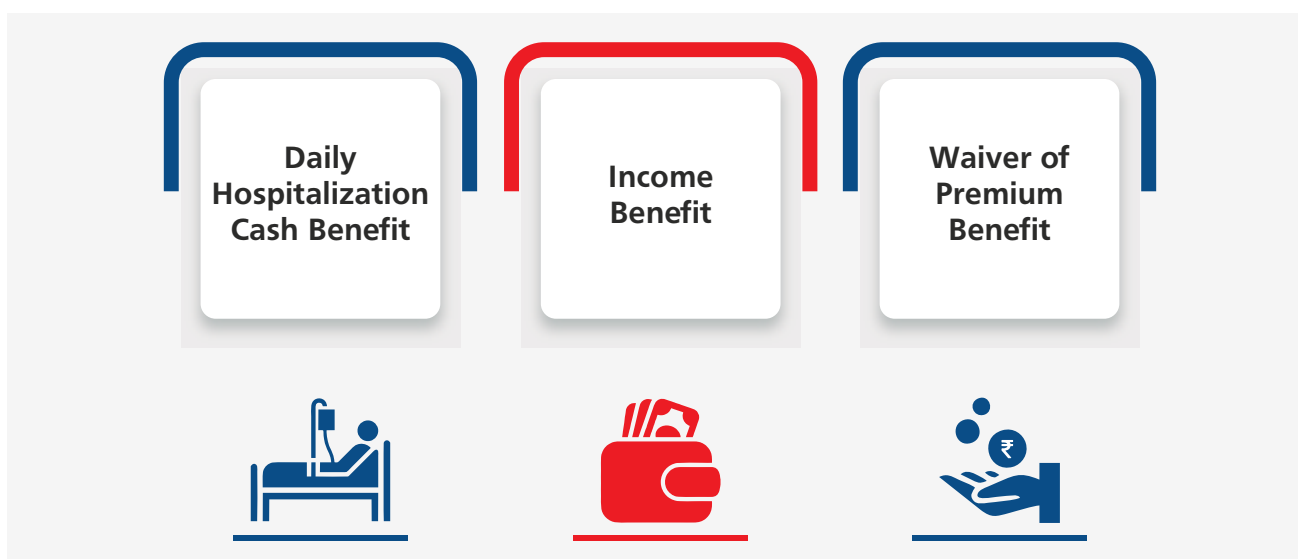 Daily
Hospitalization
Cash Benefit
Income
Benefit
Waiver of
Premium
Benefit
₹